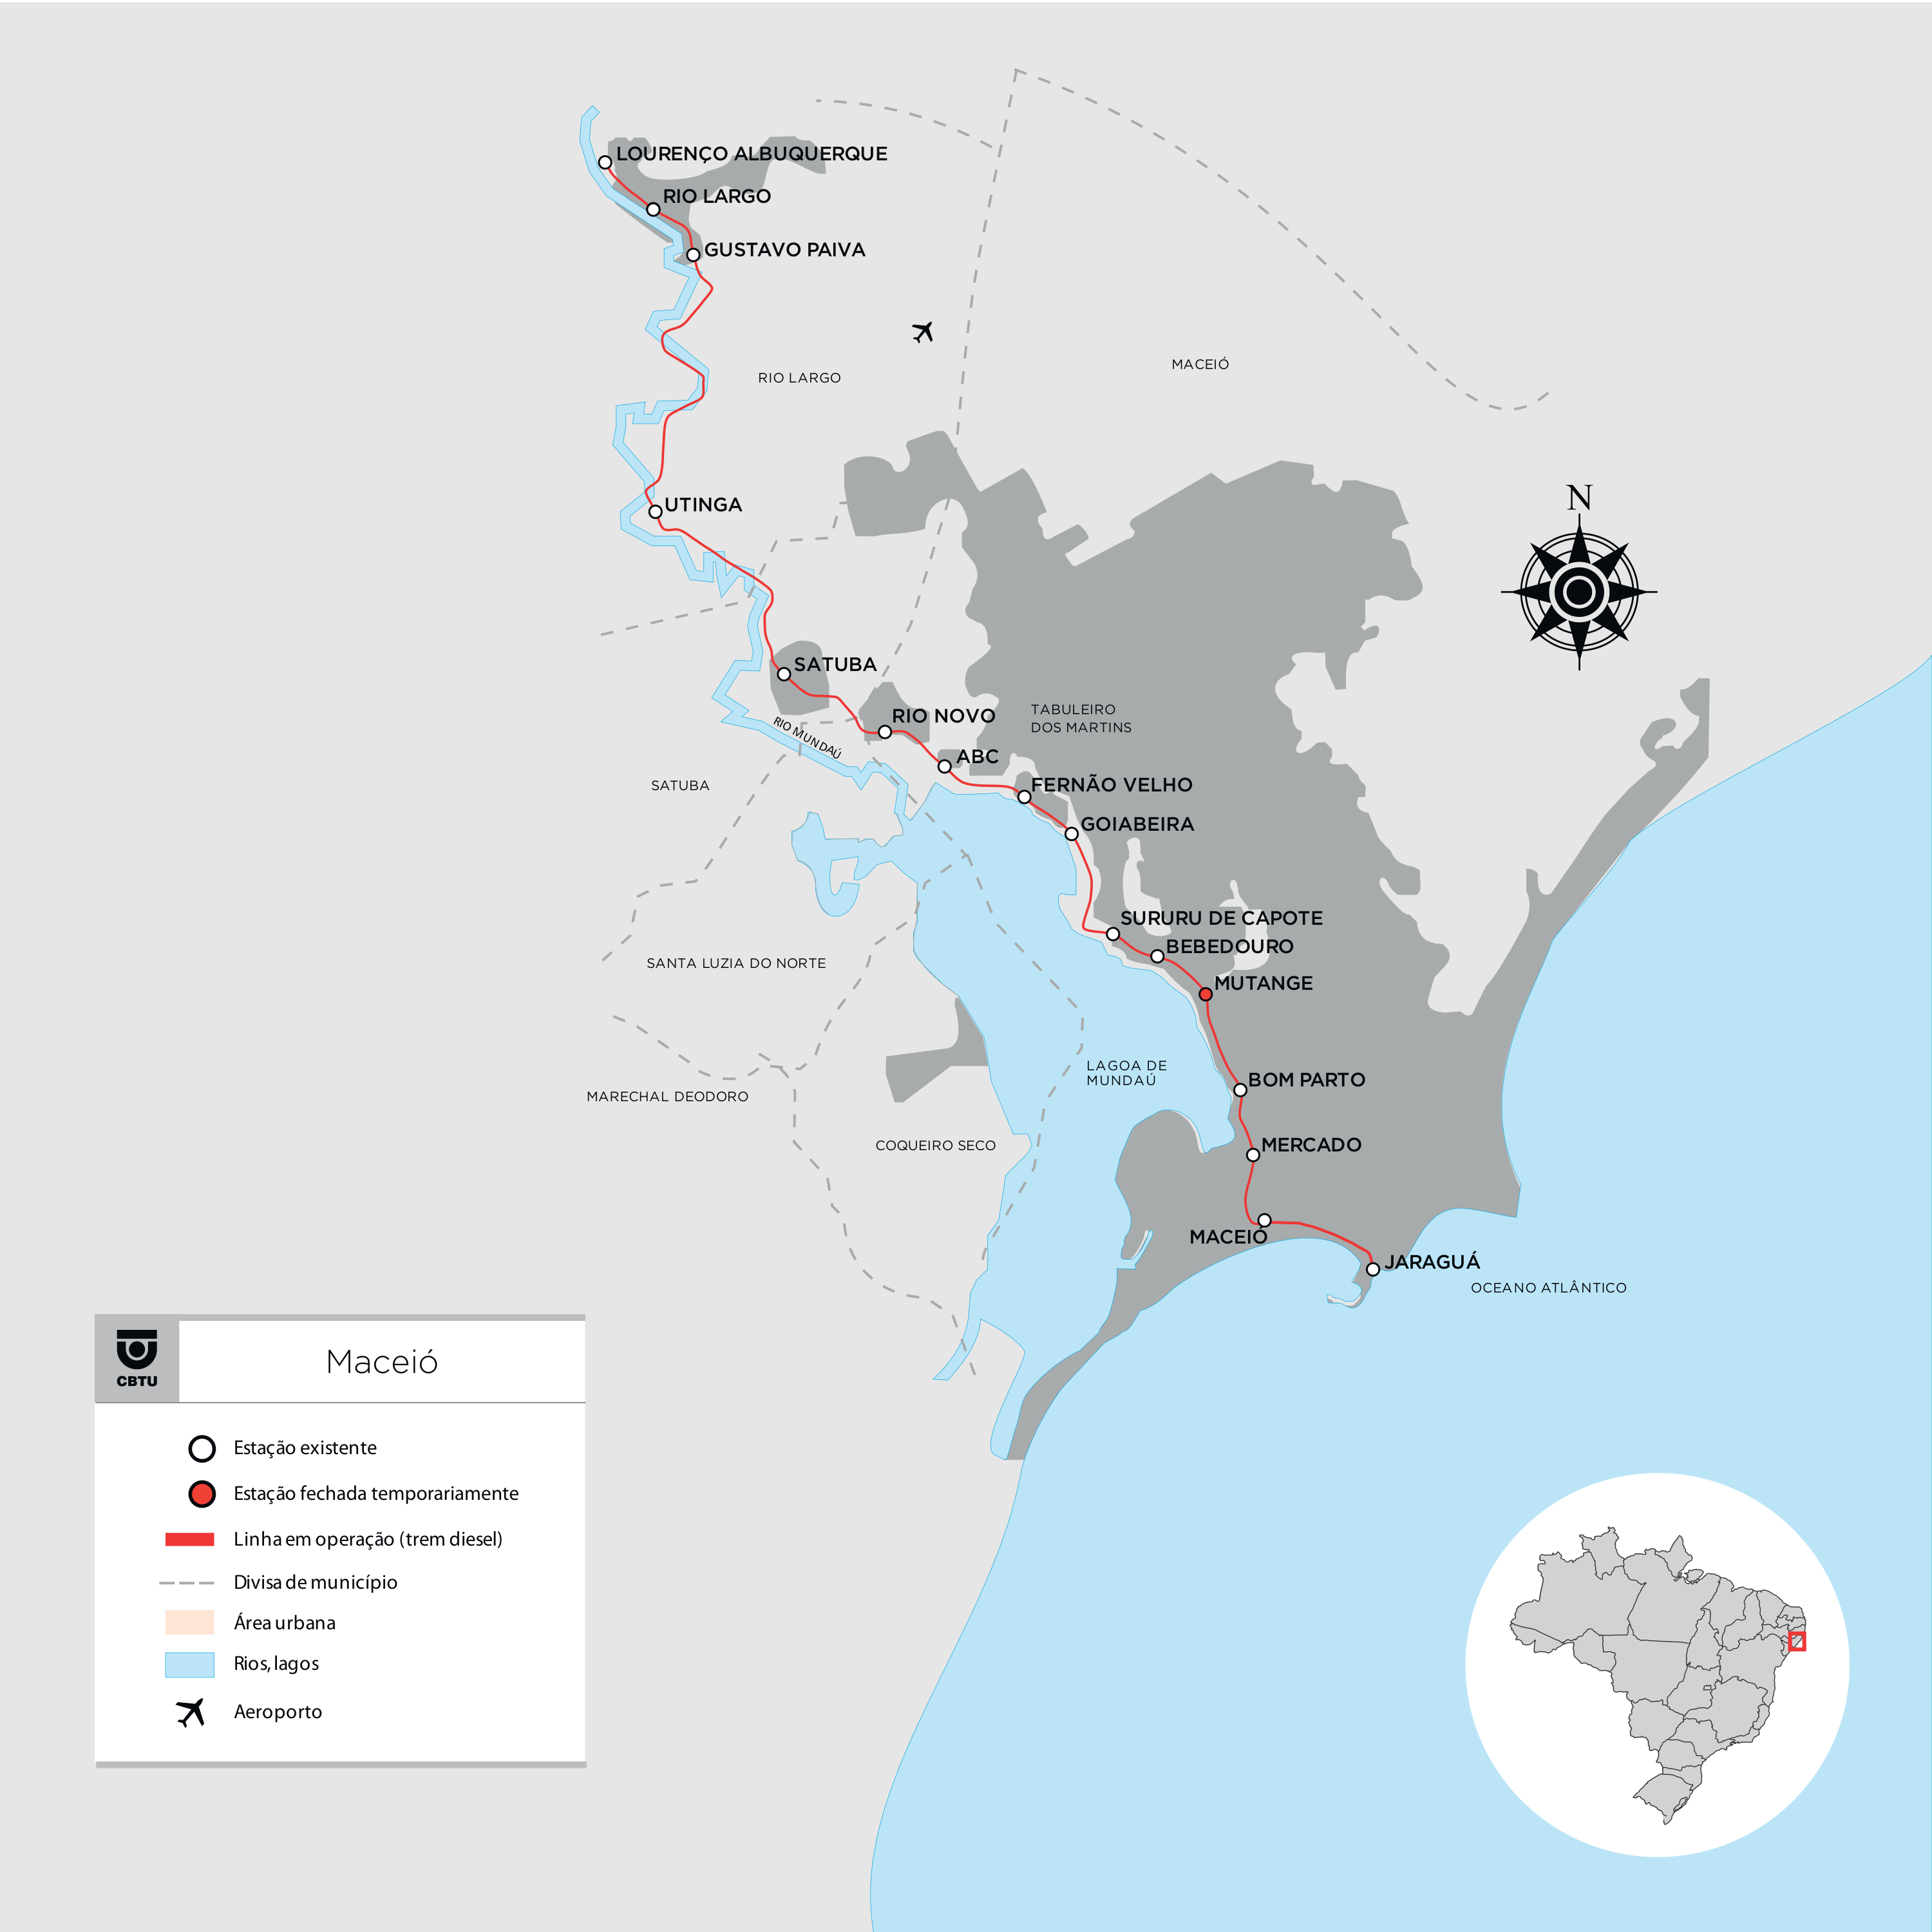 LOURENÇO ALBUQUERQUE
RIO LARGO
GUSTAVO PAIVA
RIO LARGO
MACEIÓ
UTINGA
N
SATUBA
RIO NOVO
TABULEIRO
DOS MARTINS
RIO MUNDAÚ
ABC
FERNÃO VELHO
SATUBA
GOIABEIRA
SURURU DE CAPOTE
BEBEDOURO
SANTA LUZIA DO NORTE
MUTANGE
LAGOA DE
MUNDAÚ
BOM PARTO
MARECHAL DEODORO
COQUEIRO SECO
MERCADO
MACEIÓ
JARAGUÁ
OCEANO ATLÂNTICO
CBTU
Maceió
Estação existente
Estação fechada temporariamente
Linha em operação (trem diesel)
Divisa de município
Área urbana
Rios, lagos
Aeroporto